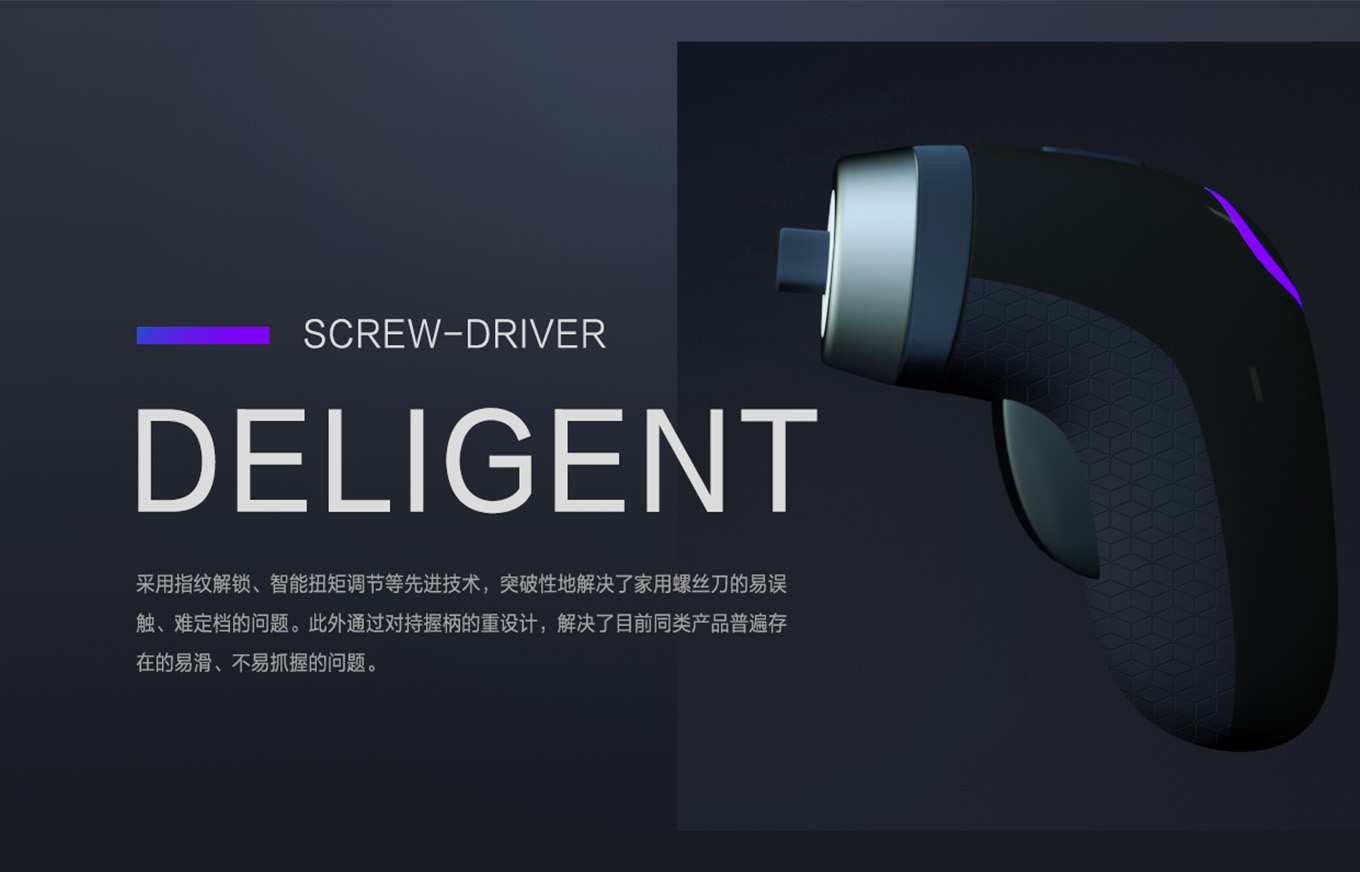 SCREW-DRIVER
DELIGENT
采用指纹解锁、智能扭矩调节等先进技术，突破性地解决了家用螺丝刀的易误
触、难定档的问题。此外通过对持握柄的重设计，解决了目前同类产品普遍存
在的易滑、不易抓握的问题。